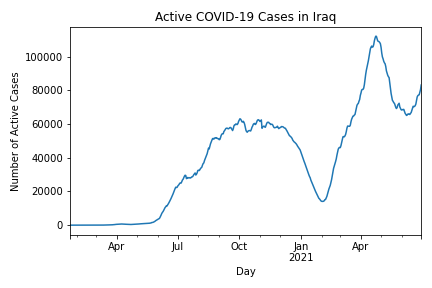 Active COVID-19 Cases in Iraq
Number of Active Cases
100000
80000
60000
40000
20000
0
Apr Jul Oct Jan Apr
2021
Day